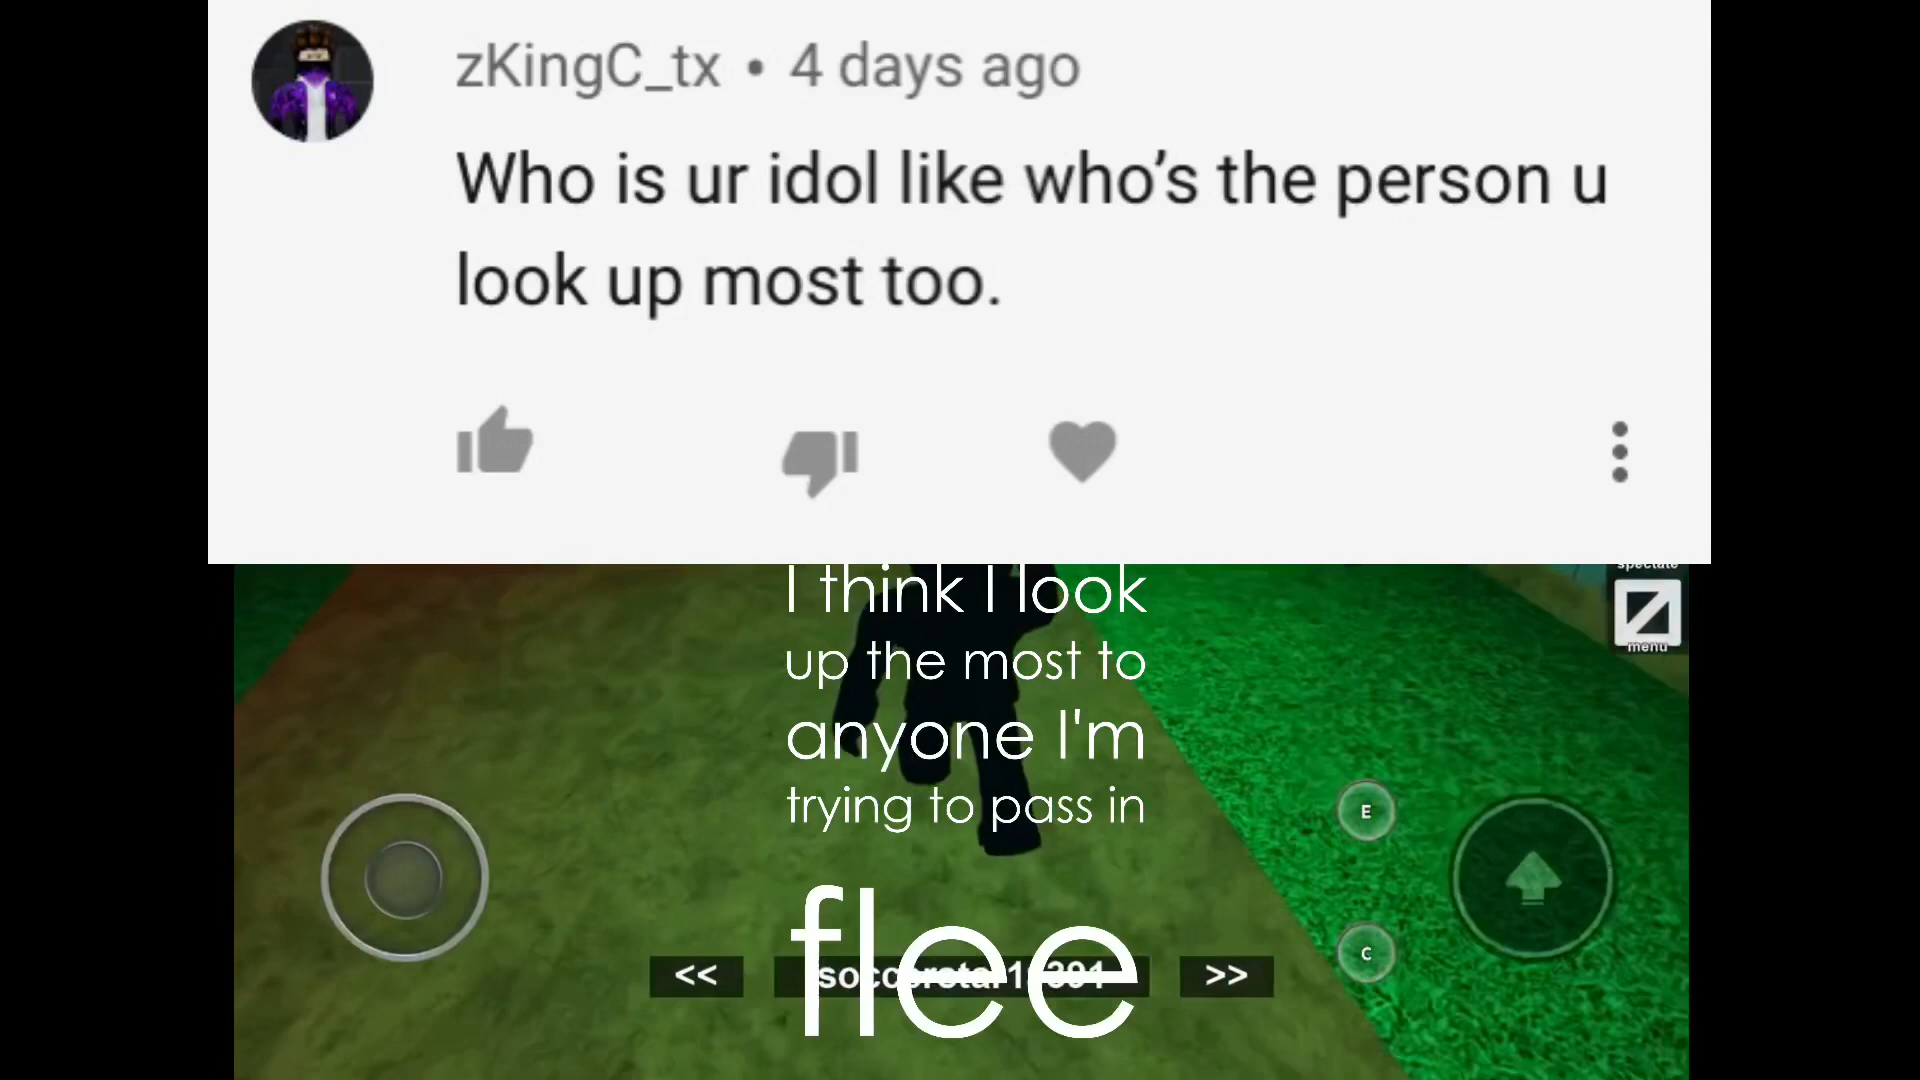 zKingC_tx • 4 days ago
Who is ur idol like who's the person u
look up most too.
I think I look
up the most to
anyone I'm
trying to pass in
flee
spectate
menu
E
C
<<
>>